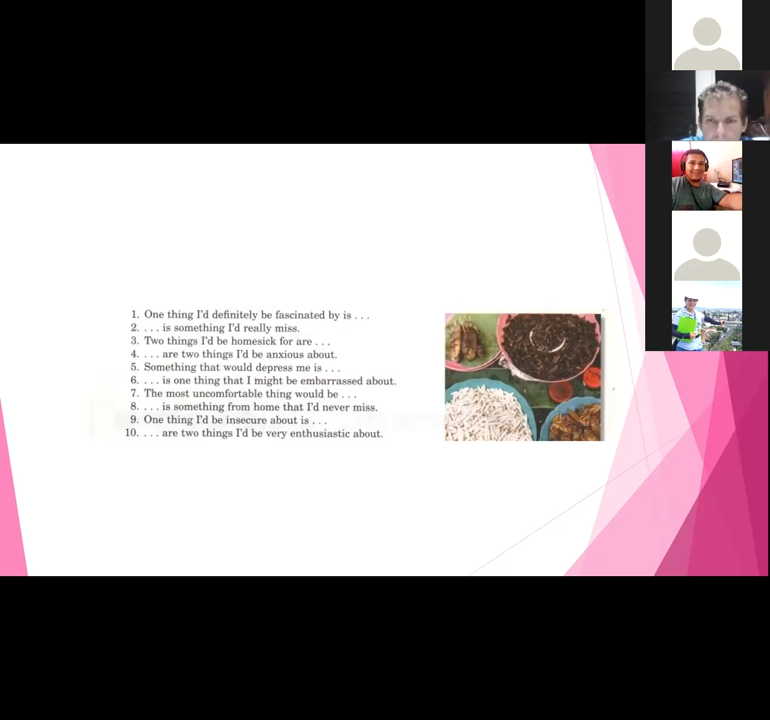 1. One thing I'd definitely be fascinated by is . . .
2. . . . is something I'd really miss.
3. Two things I'd be homesick for are . . .
4. . . . are two things I'd be anxious about.
5. Something that would depress me is . . .
6. . . . is one thing that I might be embarrassed about.
7. The most uncomfortable thing would be . . .
8. . . . is something from home that I'd never miss.
9. One thing I'd be insecure about is . . .
10. . . . are two things I'd be very enthusiastic about.